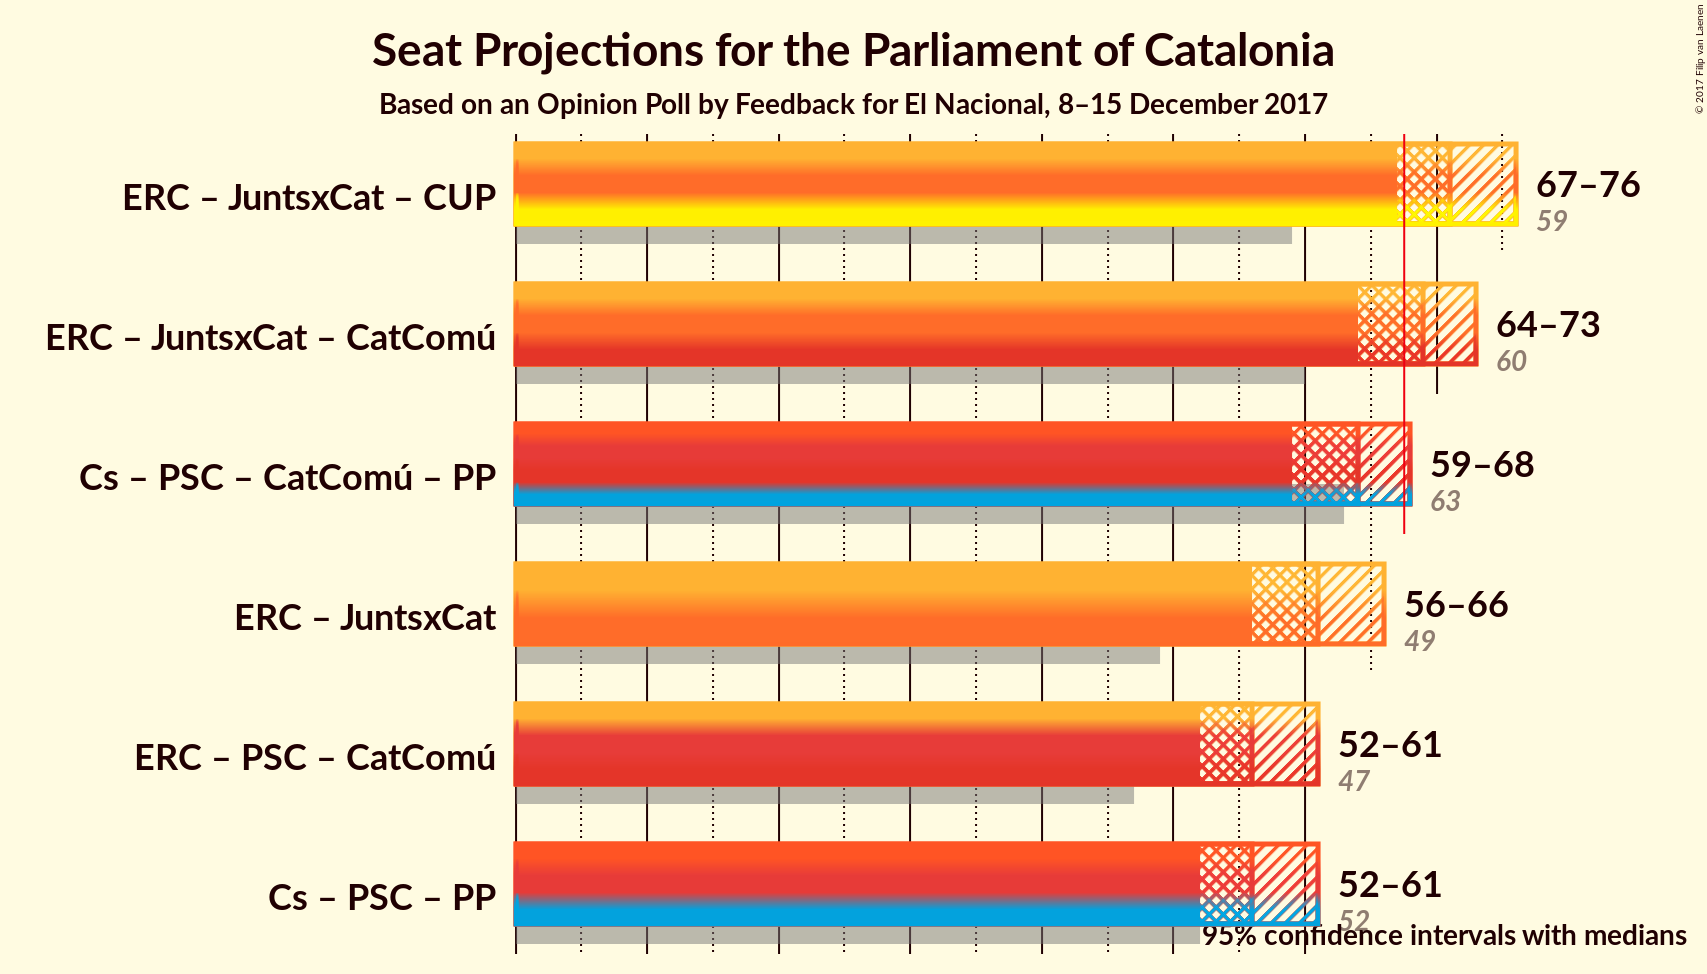 Seat Projections for the Parliament of Catalonia
Based on an Opinion Poll by Feedback for El Nacional, 8–15 December 2017
© 2017 Filip van Laenen
ERC – JuntsxCat – CUP
67–76
59
ERC – JuntsxCat – CatComú
64–73
60
Cs – PSC – CatComú – PP
59–68
63
ERC – JuntsxCat
56–66
49
ERC – PSC – CatComú
52–61
47
Cs – PSC – PP
52–61
52
95% confidence intervals with medians